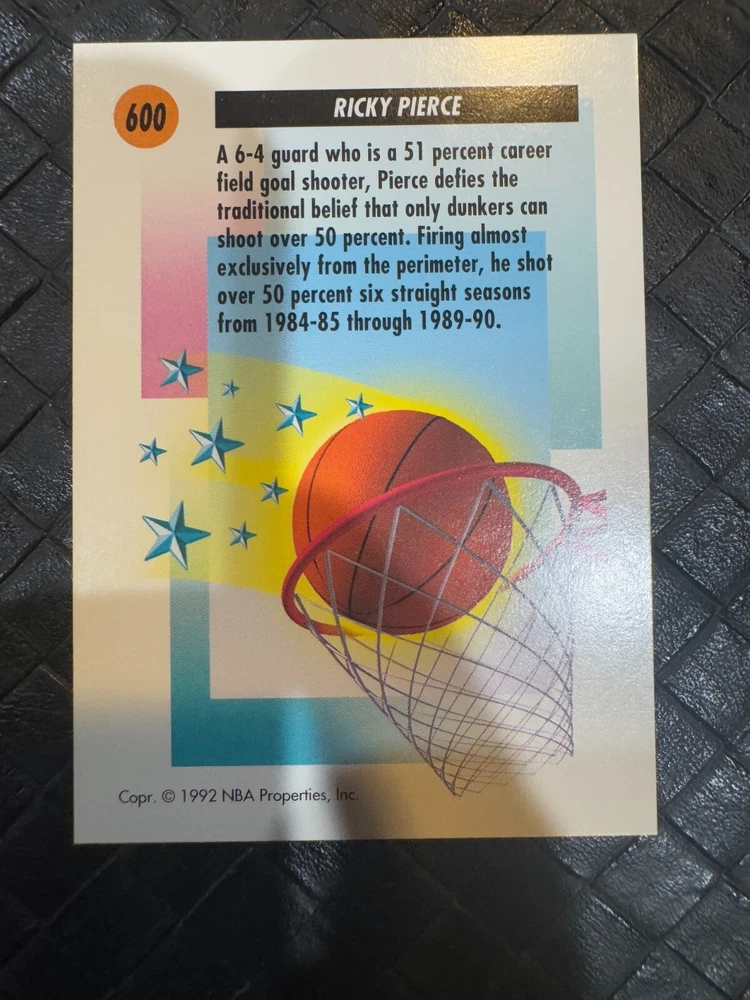 600
RICKY PIERCE
A 6-4 guard who is a 51 percent career
field goal shooter, Pierce defies the
traditional belief that only dunkers can
shoot over 50 percent. Firing almost
exclusively from the perimeter, he shot
over 50 percent six straight seasons
from 1984-85 through 1989-90.
Copr. © 1992 NBA Properties, Inc.